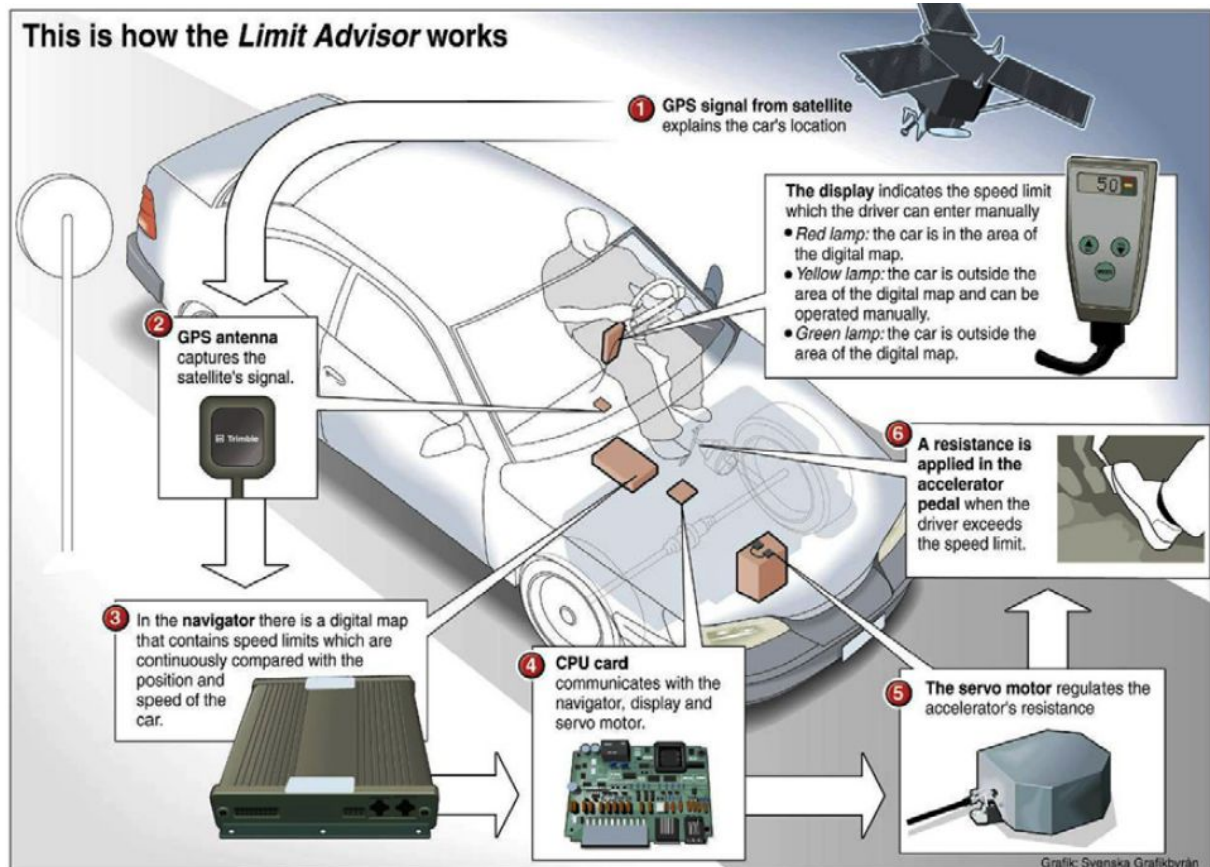 This is how the Limit Advisor works
1 GPS signal from satellite
explains the car's location
The display indicates the speed limit
which the driver can enter manually
• Red lamp: the car is in the area of
the digital map.
• Yellow lamp: the car is outside the
area of the digital map and can be
operated manually.
• Green lamp: the car is outside the
area of the digital map.
50
2 GPS antenna
captures the
satellite's signal.
Trimble
6 A resistance is
applied in the
accelerator
pedal when the
driver exceeds
the speed limit.
3 In the navigator there is a digital map
that contains speed limits which are
continuously compared with the
position and
speed of the
car.
4 CPU card
communicates with the
navigator, display and
servo motor.
5 The servo motor regulates the
accelerator's resistance
Grafik: Svenska Grafikbyrån